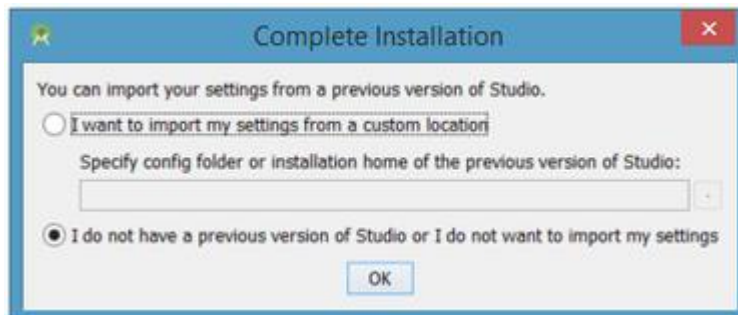 Complete Installation
You can import your settings from a previous version of Studio.
I want to import my settings from a custom location
Specify config folder or installation home of the previous version of Studio:
I do not have a previous version of Studio or I do not want to import my settings
OK